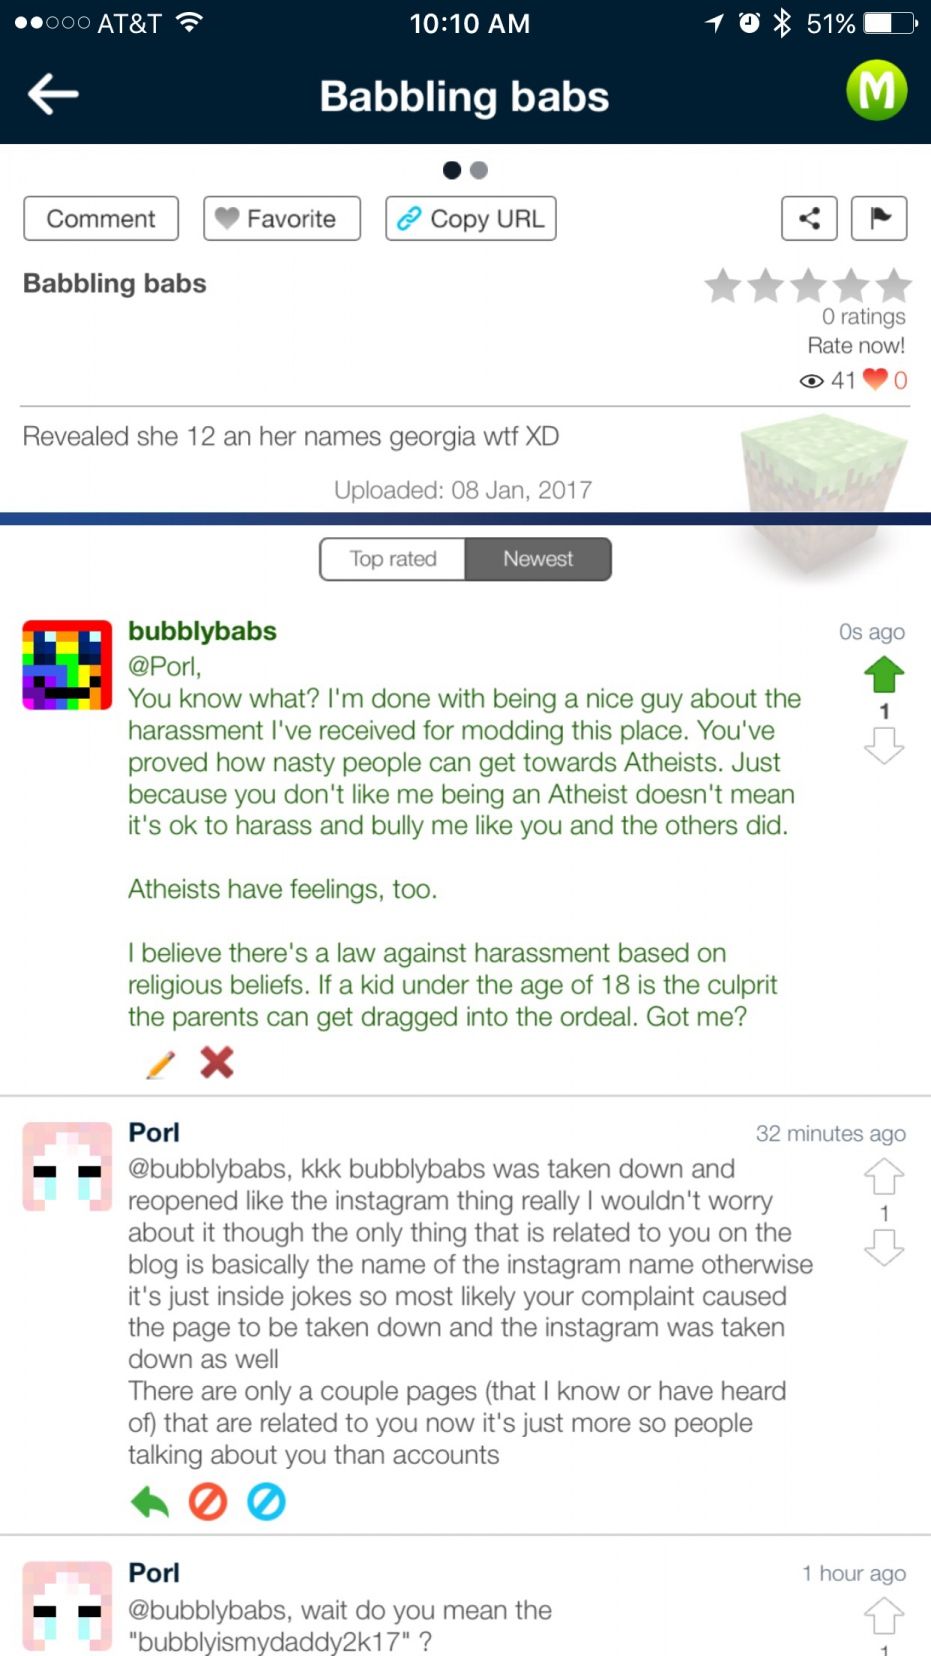 AT&T 10:10 AM 51%
Babbling babs
M
Comment Favorite Copy URL
Babbling babs
0 ratings
Rate now!
41 0
Revealed she 12 an her names georgia wtf XD
Uploaded: 08 Jan, 2017
Top rated Newest
bubblybabs 0s ago
@Porl,
You know what? I'm done with being a nice guy about the
harassment I've received for modding this place. You've
proved how nasty people can get towards Atheists. Just
because you don't like me being an Atheist doesn't mean
it's ok to harass and bully me like you and the others did.
1
Atheists have feelings, too.
I believe there's a law against harassment based on
religious beliefs. If a kid under the age of 18 is the culprit
the parents can get dragged into the ordeal. Got me?
Porl 32 minutes ago
@bubblybabs, kkk bubblybabs was taken down and
reopened like the instagram thing really I wouldn't worry
about it though the only thing that is related to you on the
blog is basically the name of the instagram name otherwise
it's just inside jokes so most likely your complaint caused
the page to be taken down and the instagram was taken
down as well
There are only a couple pages (that I know or have heard
of) that are related to you now it's just more so people
talking about you than accounts
1
Porl 1 hour ago
@bubblybabs, wait do you mean the
"bubblyismydaddy2k17" ?
1